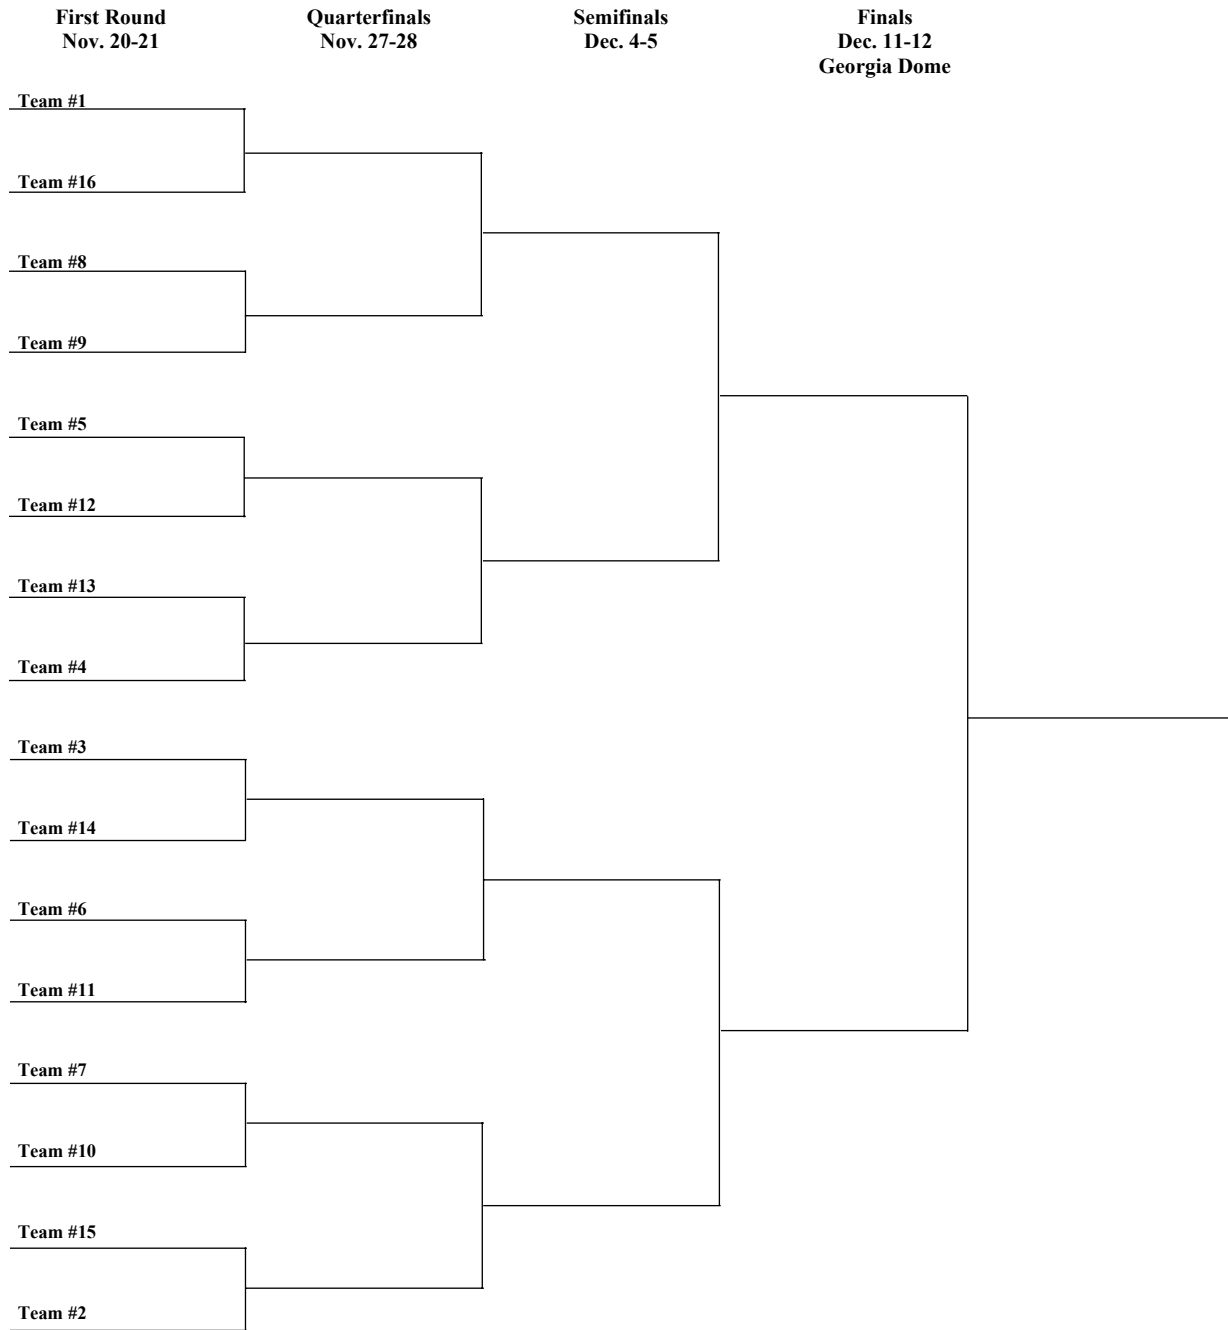 First Round
Nov. 20-21
Quarterfinals
Nov. 27-28
Semifinals
Dec. 4-5
Finals
Dec. 11-12
Georgia Dome
Team #1
Team #16
Team #8
Team #9
Team #5
Team #12
Team #13
Team #4
Team #3
Team #14
Team #6
Team #11
Team #7
Team #10
Team #15
Team #2